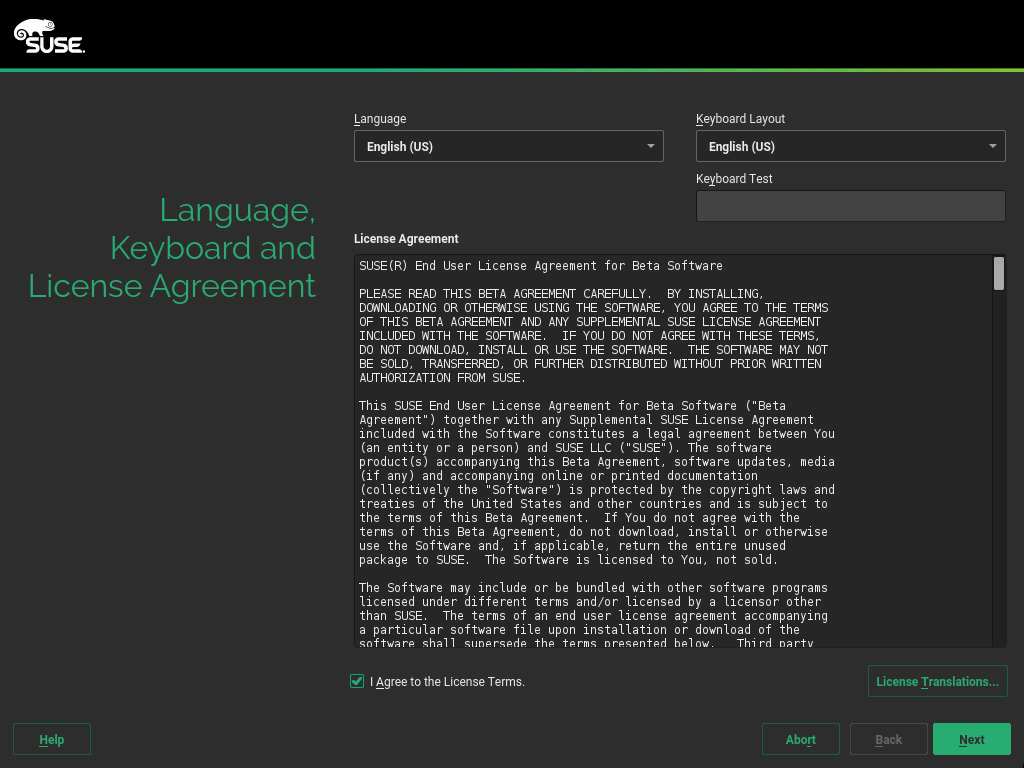 SUSE
Language
Keyboard Layout
English (US)
English (US)
Keyboard Test
Language,
Keyboard and
License Agreement
License Agreement
SUSE(R) End User License Agreement for Beta Software
PLEASE READ THIS BETA AGREEMENT CAREFULLY.  BY INSTALLING,
DOWNLOADING OR OTHERWISE USING THE SOFTWARE, YOU AGREE TO THE TERMS
OF THIS BETA AGREEMENT AND ANY SUPPLEMENTAL SUSE LICENSE AGREEMENT
INCLUDED WITH THE SOFTWARE.  IF YOU DO NOT AGREE WITH THESE TERMS,
DO NOT DOWNLOAD, INSTALL OR USE THE SOFTWARE.  THE SOFTWARE MAY NOT
BE SOLD, TRANSFERRED, OR FURTHER DISTRIBUTED WITHOUT PRIOR WRITTEN
AUTHORIZATION FROM SUSE.
This SUSE End User License Agreement for Beta Software ("Beta
Agreement") together with any Supplemental SUSE License Agreement
included with the Software constitutes a legal agreement between You
(an entity or a person) and SUSE LLC ("SUSE"). The software
product(s) accompanying this Beta Agreement, software updates, media
(if any) and accompanying online or printed documentation
(collectively the "Software") is protected by the copyright laws and
treaties of the United States and other countries and is subject to
the terms of this Beta Agreement.  If You do not agree with the
terms of this Beta Agreement, do not download, install or otherwise
use the Software and, if applicable, return the entire unused
package to SUSE.  The Software is licensed to You, not sold.
The Software may include or be bundled with other software programs
licensed under different terms and/or licensed by a licensor other
than SUSE.  The terms of an end user license agreement accompanying
a particular software file upon installation or download of the
software shall supersede the terms presented below.   Third party
I Agree to the License Terms.
License Translations...
Help
Abort
Back
Next